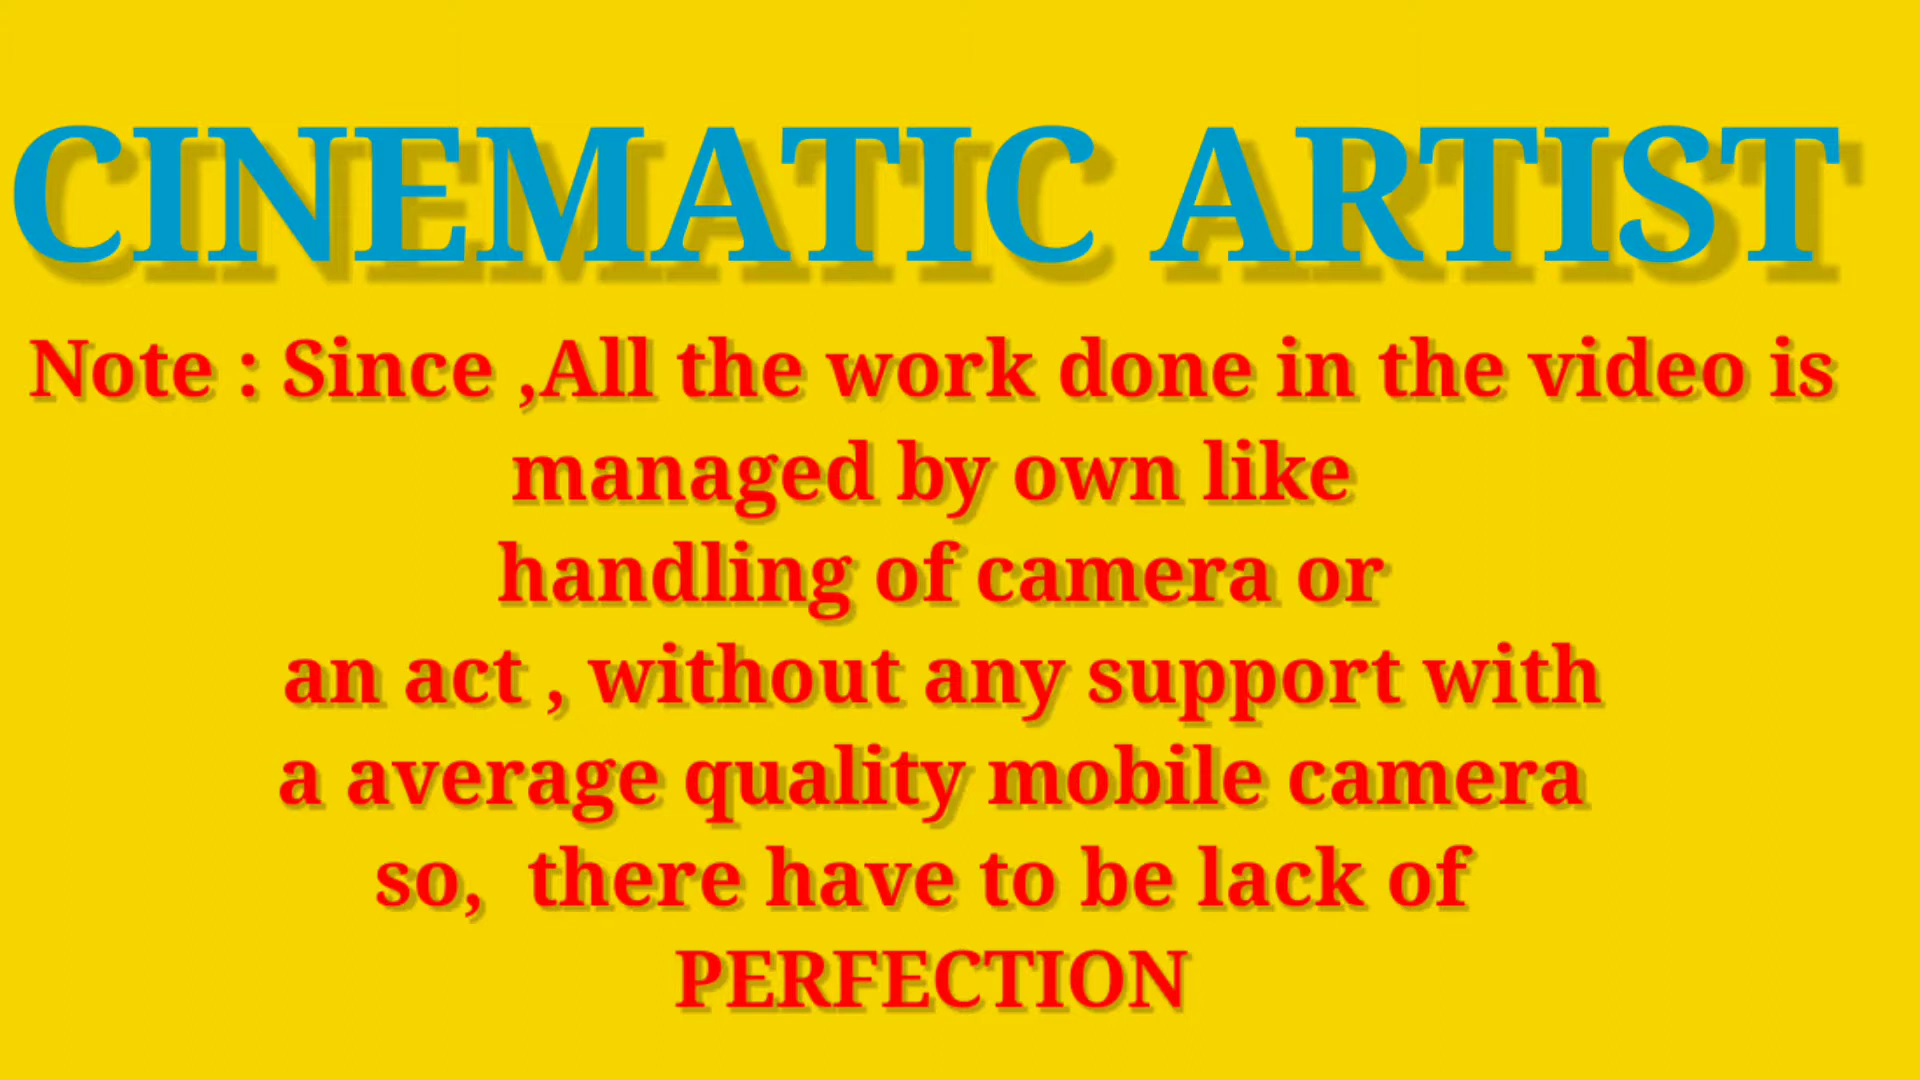 CINEMATIC ARTIST
Note : Since ,All the work done in the video is
managed by own like
handling of camera or
an act , without any support with
a average quality mobile camera
so,  there have to be lack of
PERFECTION